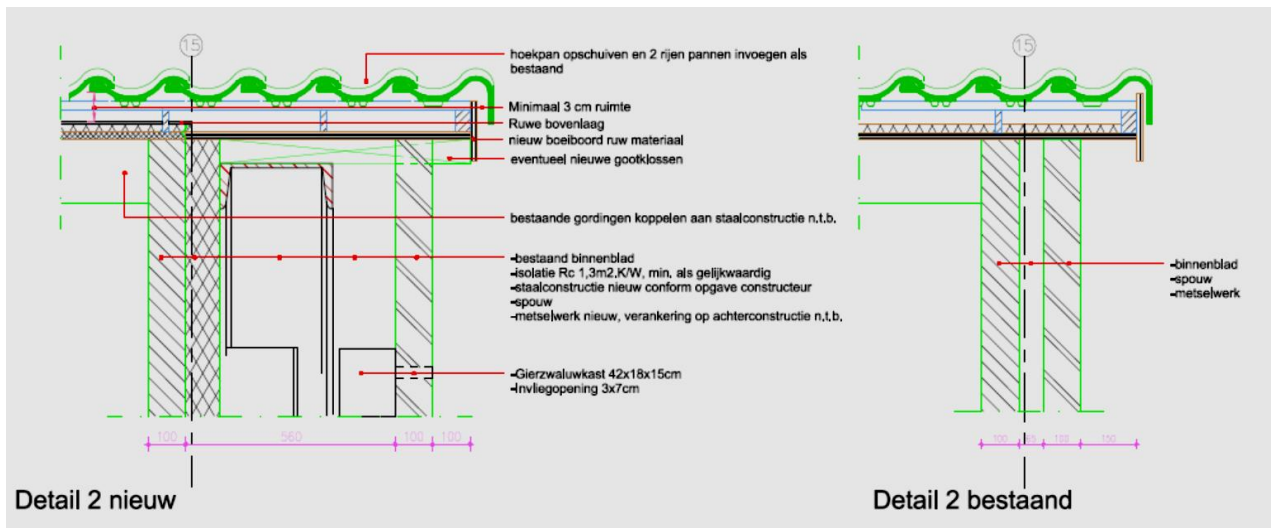 15
hoekpan opschuiven en 2 rijen pannen invoegen als
bestaand
Minimaal 3 cm ruimte
Ruwe bovenlaag
nieuw boeiboord ruw materiaal
eventueel nieuwe gootklossen
bestaande gordingen koppelen aan staalconstructie n.t.b.
-bestaand binnenblad
-isolatie Rc 1,3m2.K/W, min. als gelijkwaardig
-staalconstructie nieuw conform opgave constructeur
-spouw
-metselwerk nieuw, verankering op achterconstructie n.t.b.
-Gierzwaluwkast 42x18x15cm
-Invliegopening 3x7cm
100 560 100 100
Detail 2 nieuw
15
-binnenblad
-spouw
-metselwerk
100 65 100 150
Detail 2 bestaand